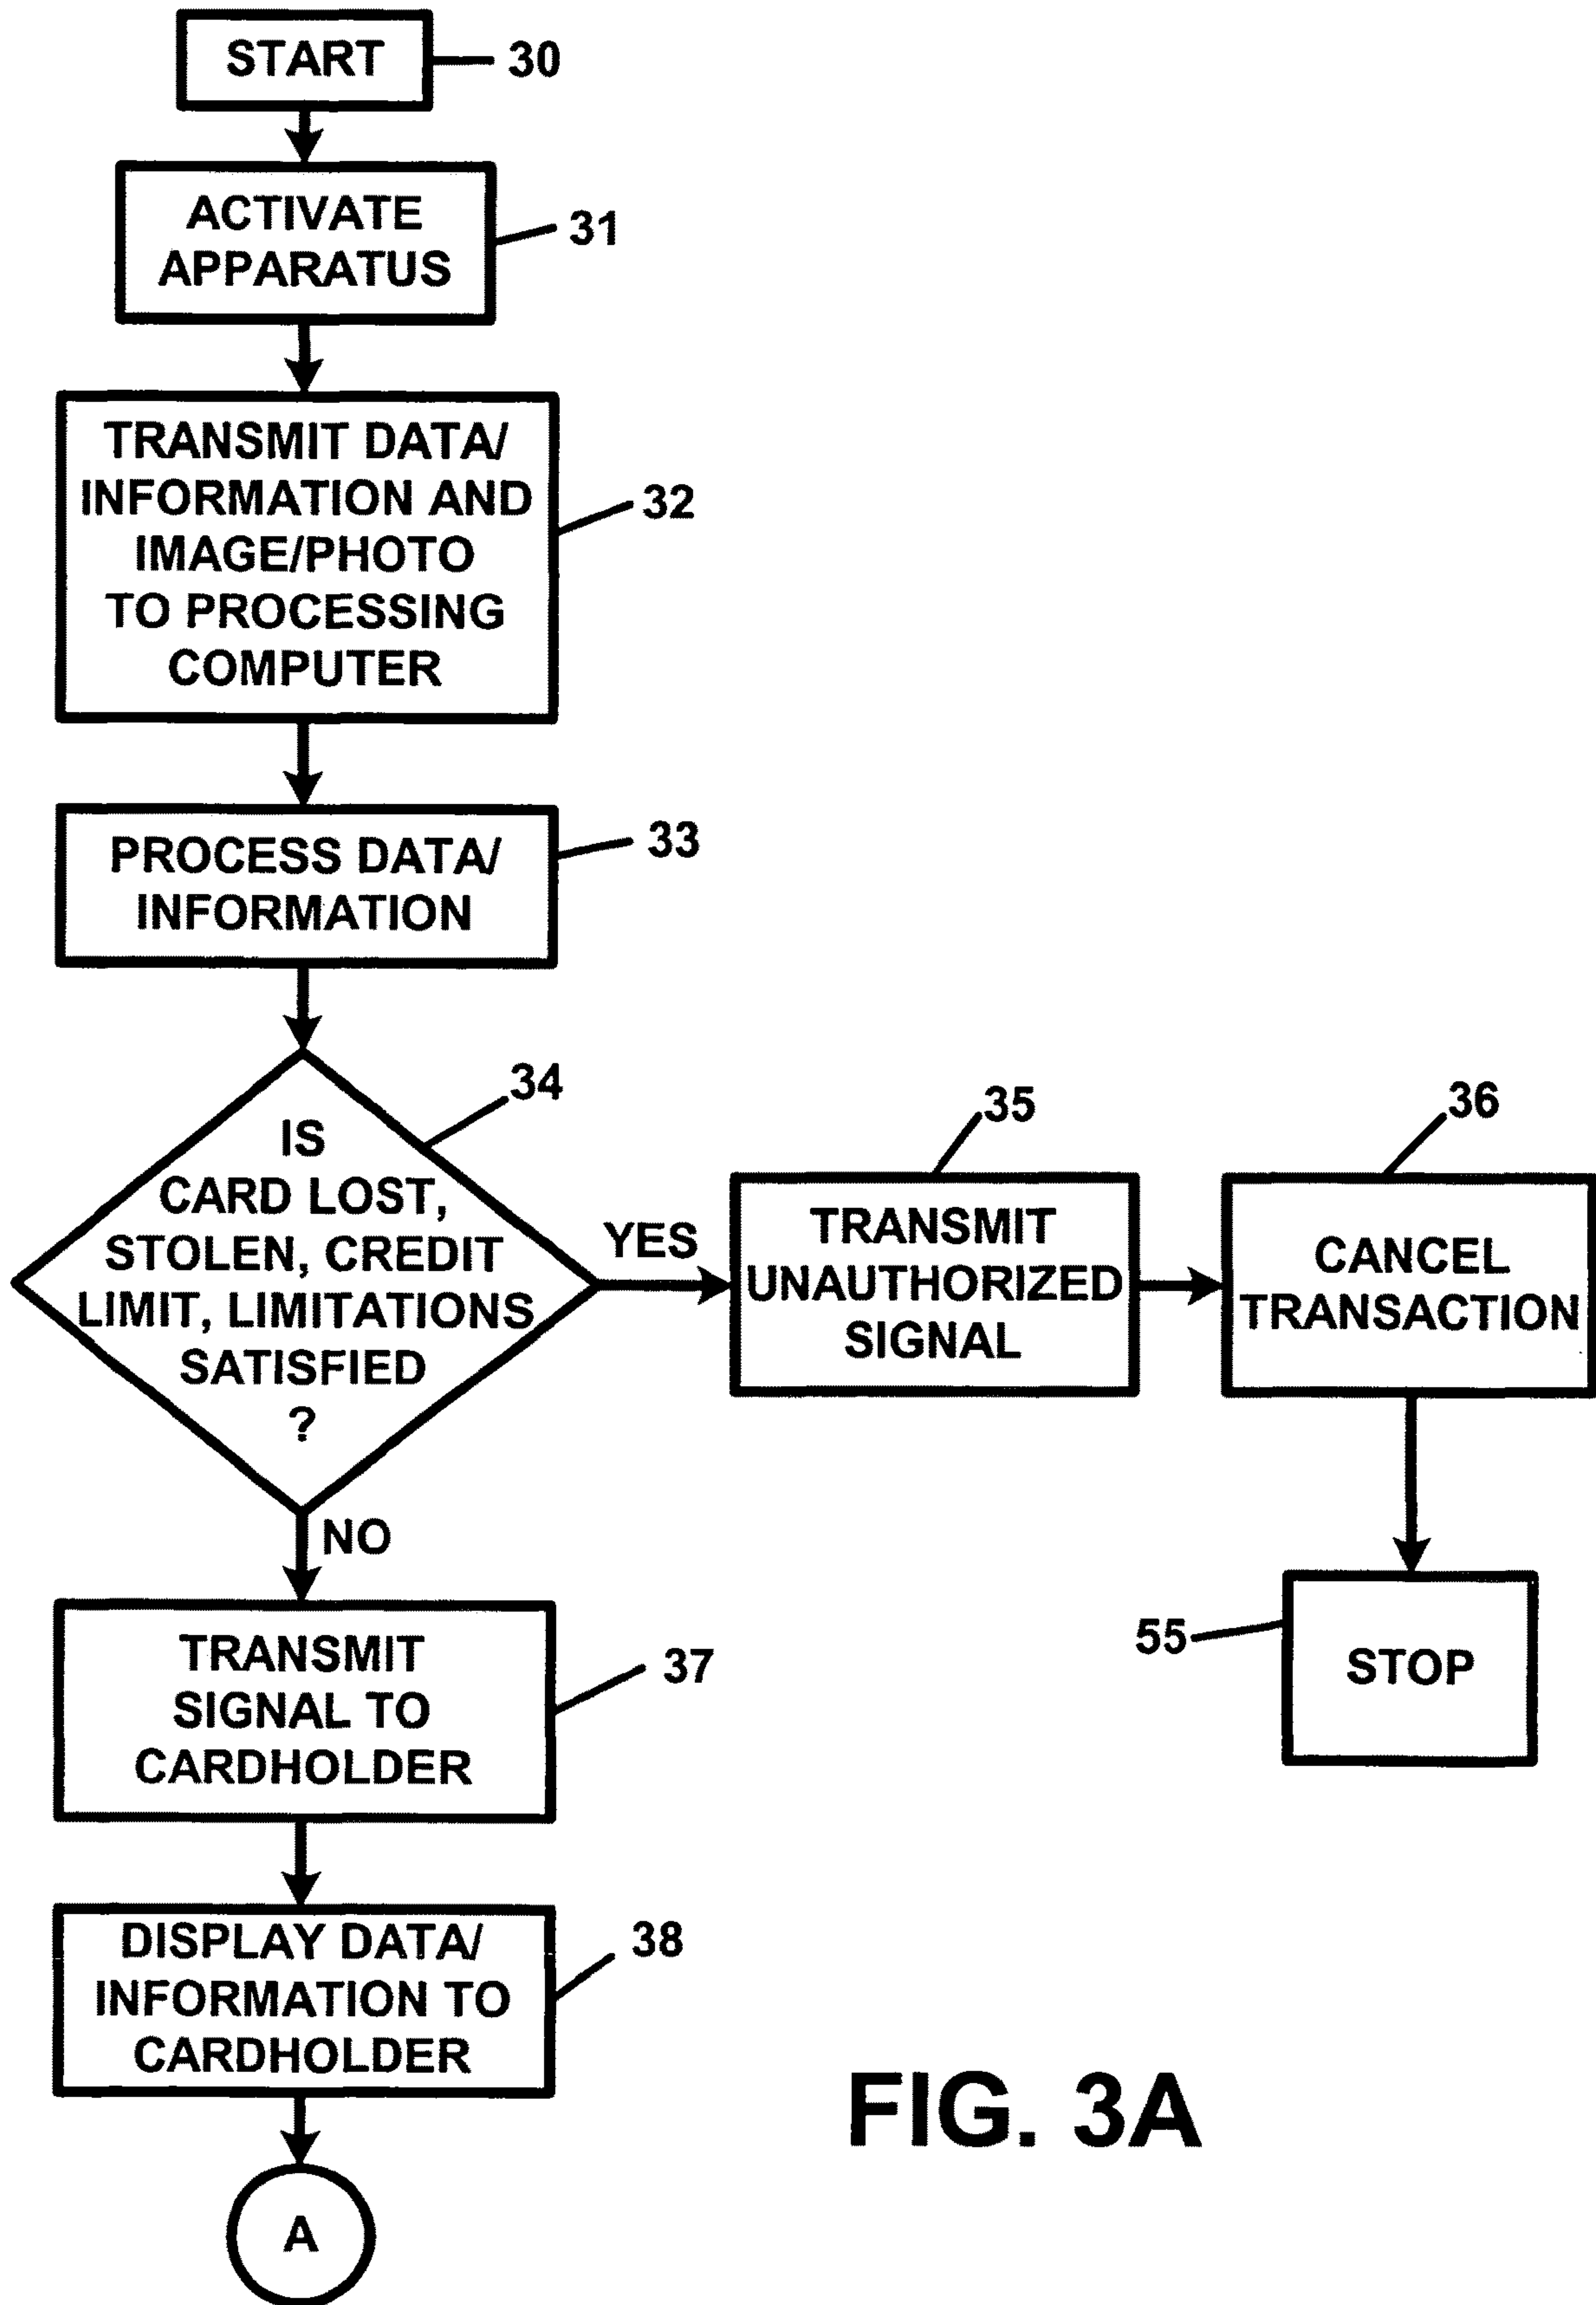 START
30
ACTIVATE
APPARATUS
31
TRANSMIT DATA/
INFORMATION AND
IMAGE/PHOTO
TO PROCESSING
COMPUTER
32
PROCESS DATA/
INFORMATION
33
IS
CARD LOST,
STOLEN, CREDIT
LIMIT, LIMITATIONS
SATISFIED
?
34
YES
TRANSMIT
UNAUTHORIZED
SIGNAL
35
CANCEL
TRANSACTION
36
STOP
55
NO
TRANSMIT
SIGNAL TO
CARDHOLDER
37
DISPLAY DATA/
INFORMATION TO
CARDHOLDER
38
A
FIG. 3A